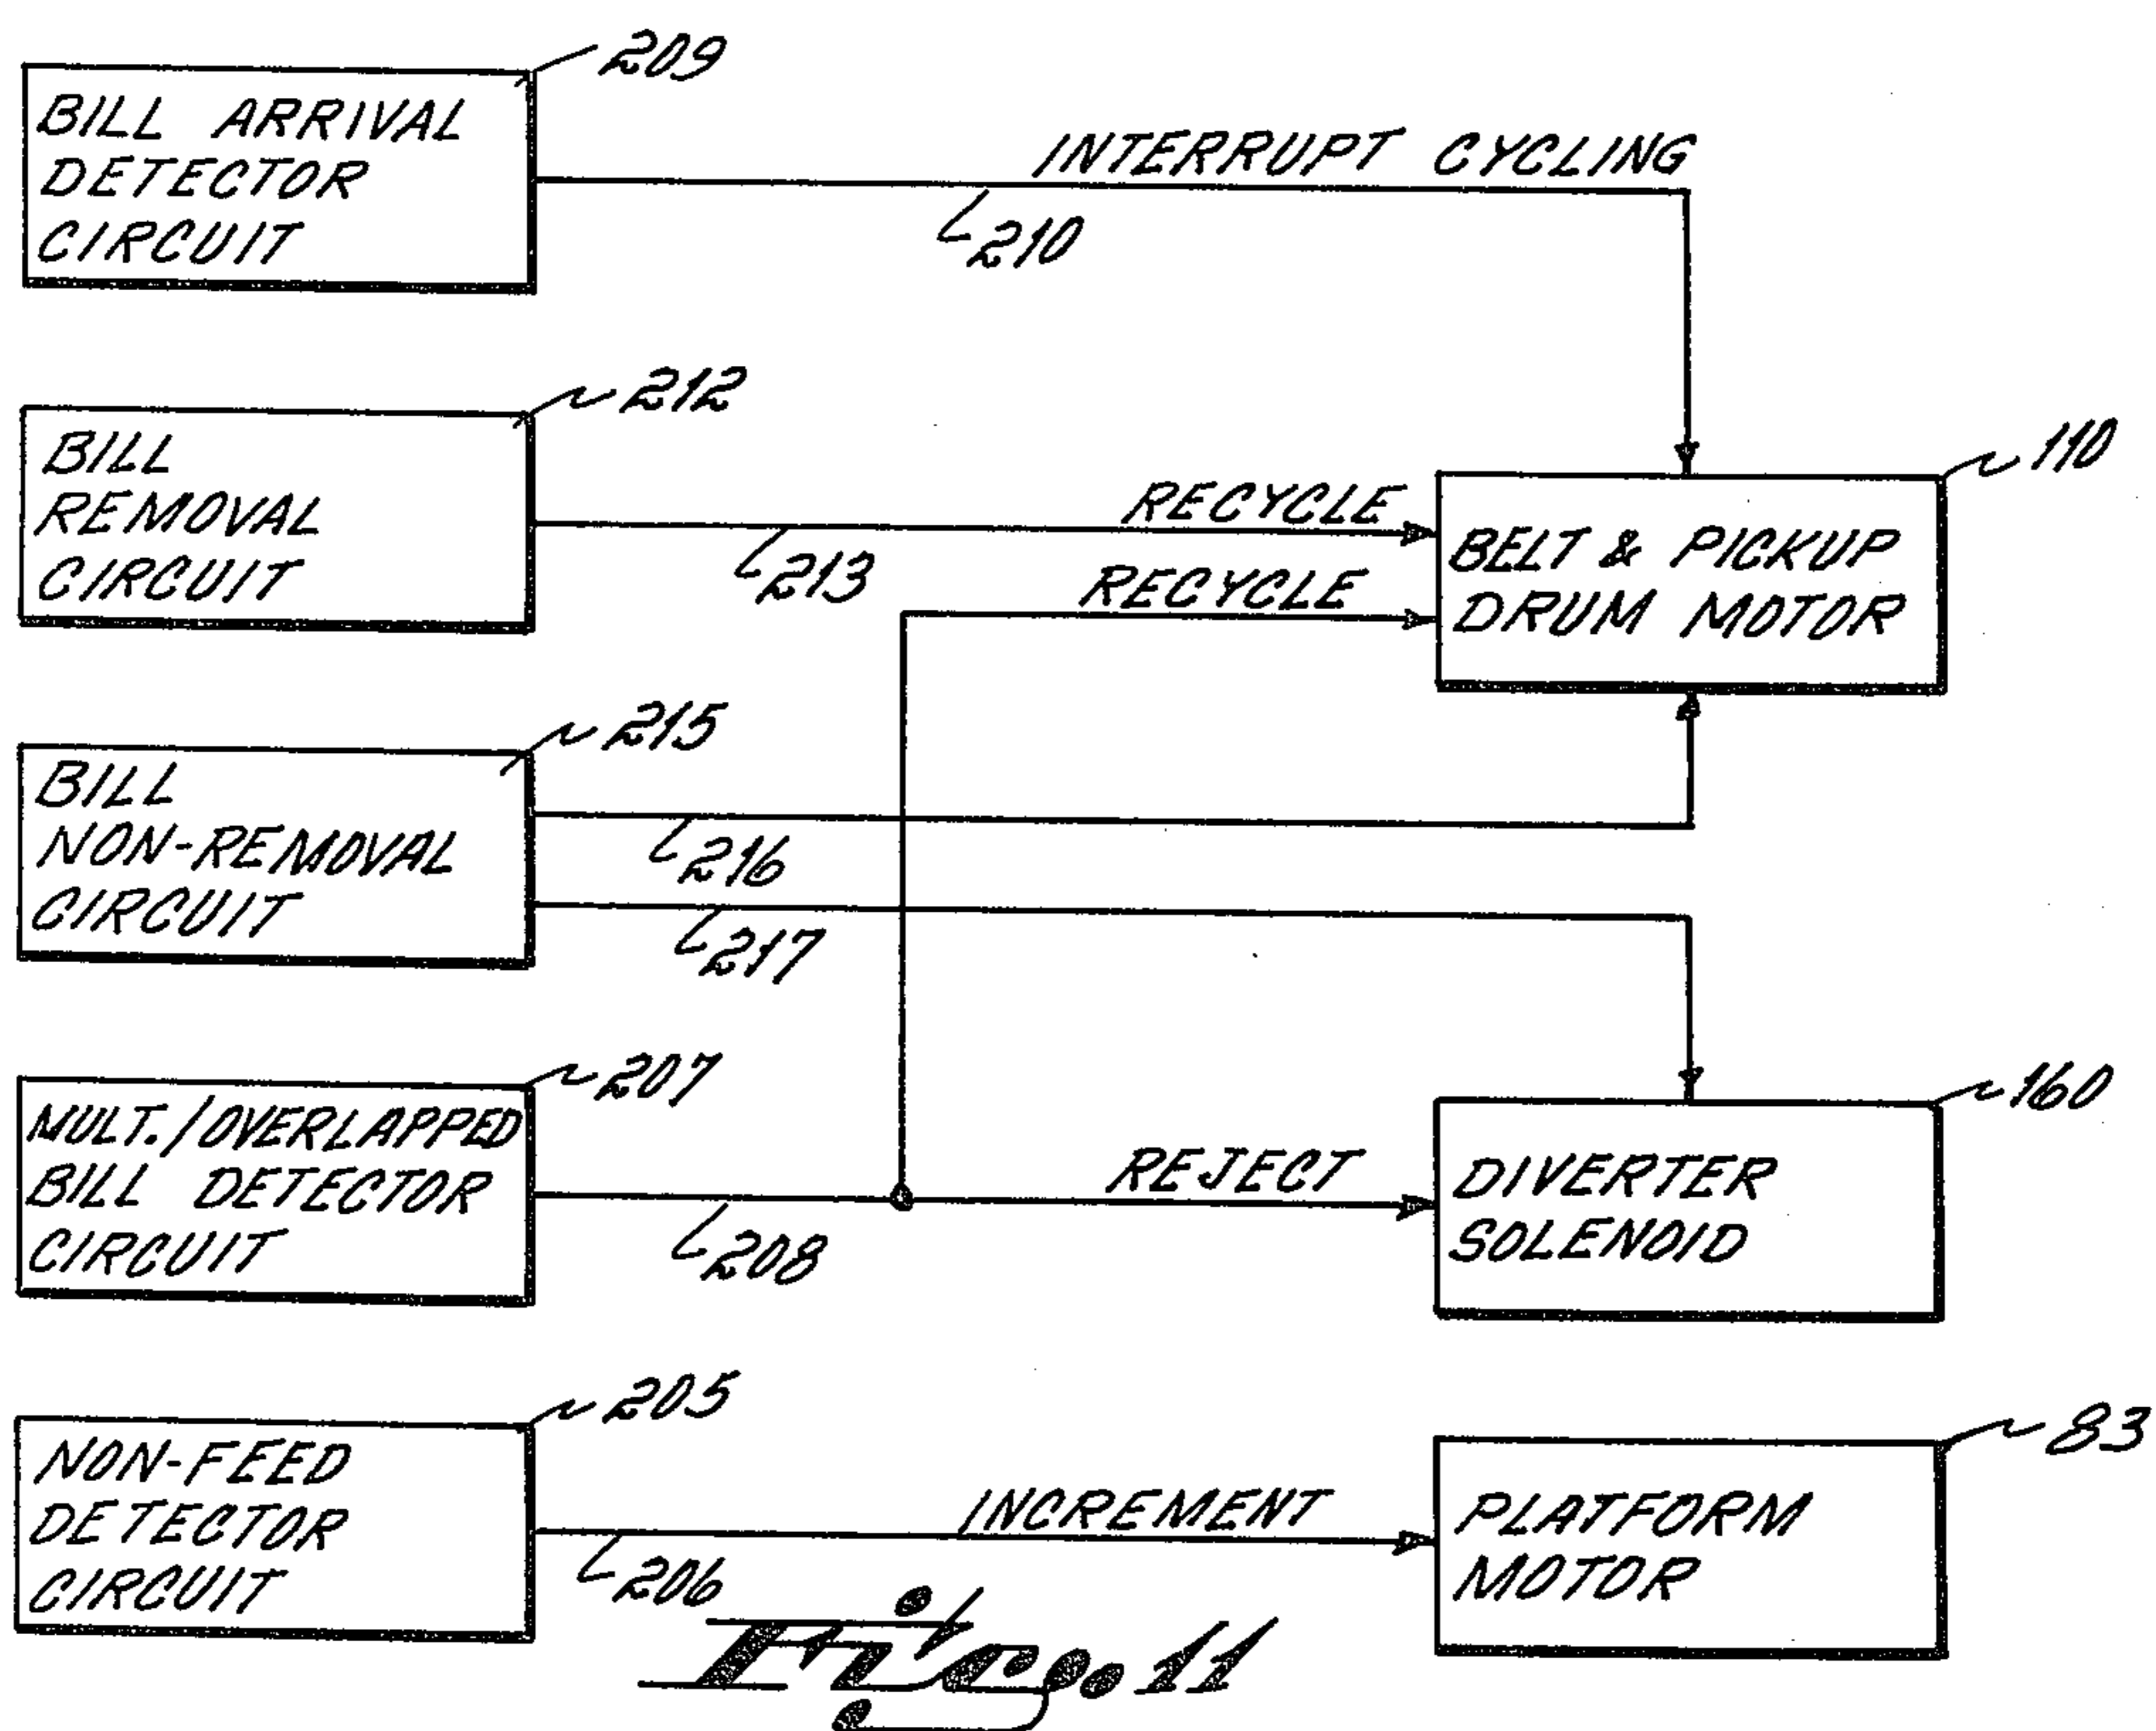 209
BILL ARRIVAL
DETECTOR
CIRCUIT
INTERRUPT CYCLING
210
212
BILL
REMOVAL
CIRCUIT
RECYCLE
213
RECYCLE
110
BELT & PICKUP
DRUM MOTOR
215
BILL
NON-REMOVAL
CIRCUIT
216
217
207
MULT./OVERLAPPED
BILL DETECTOR
CIRCUIT
REJECT
208
160
DIVERTER
SOLENOID
205
NON-FEED
DETECTOR
CIRCUIT
INCREMENT
206
83
PLATFORM
MOTOR
Fig. 11